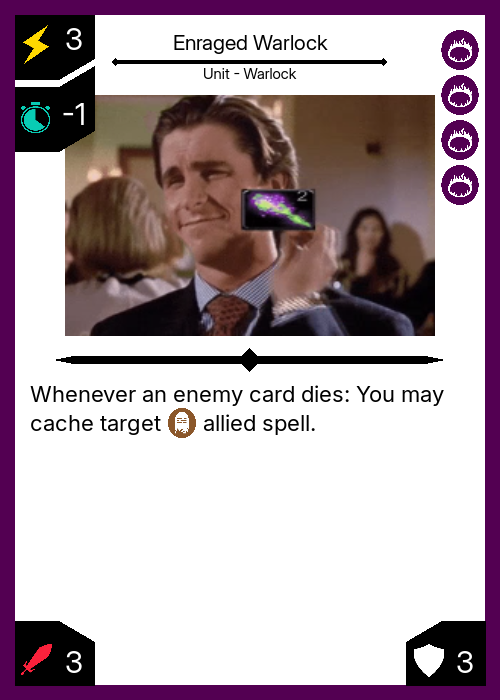 3
Enraged Warlock
Unit - Warlock
-1
2
Whenever an enemy card dies: You may
cache target allied spell.
3
3